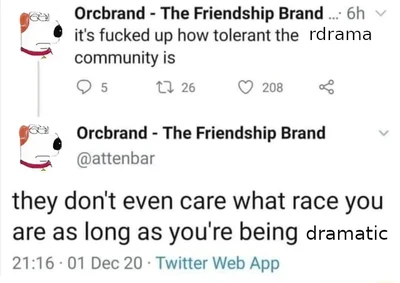 Orcbrand - The Friendship Brand ...· 6h
it's fucked up how tolerant the rdrama
community is
5 26 208
Orcbrand - The Friendship Brand
@attenbar
they don't even care what race you
are as long as you're being dramatic
21:16 · 01 Dec 20 · Twitter Web App